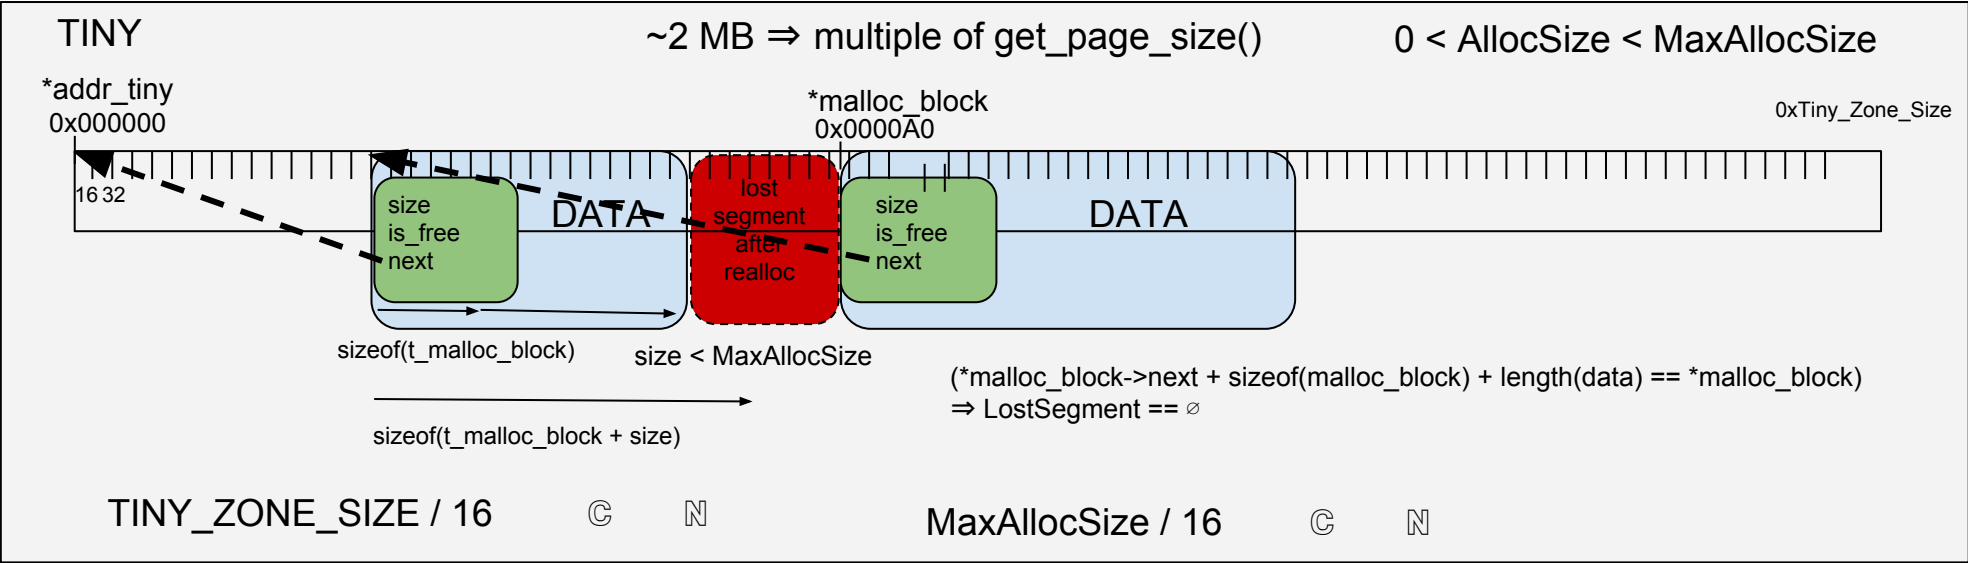 TINY
~2 MB ⇒ multiple of get_page_size()
0 < AllocSize < MaxAllocSize
*addr_tiny
0x000000
*malloc_block
0x0000A0
0xTiny_Zone_Size
16 32
size
is_free
next
DATA
lost
segment
after
realloc
size
is_free
next
DATA
sizeof(t_malloc_block)
size < MaxAllocSize
sizeof(t_malloc_block + size)
(*malloc_block->next + sizeof(malloc_block) + length(data) == *malloc_block)
⇒ LostSegment == ∅
TINY_ZONE_SIZE / 16 ℂ ℕ
MaxAllocSize / 16 ℂ ℕ